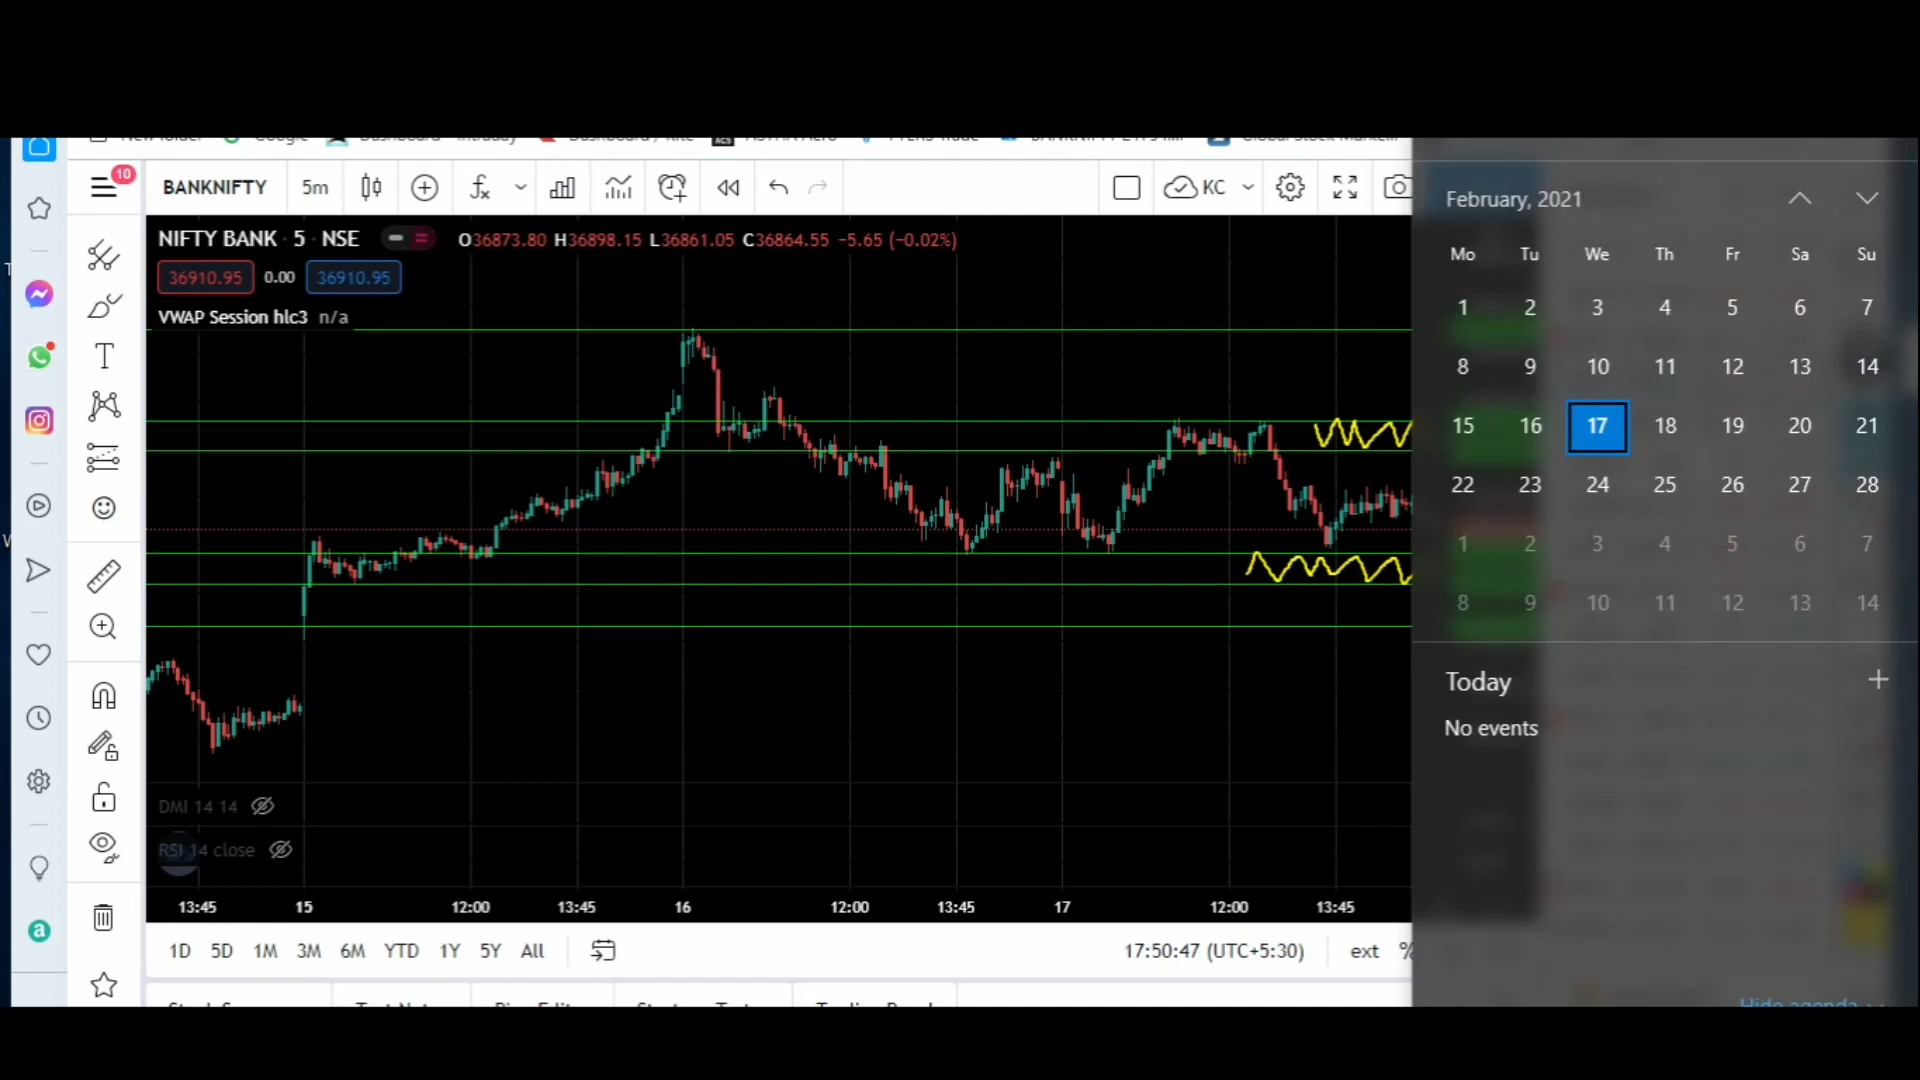 10
BANKNIFTY
5m
KC
NIFTY BANK · 5 · NSE
O36873.80 H36898.15 L36861.05 C36864.55 −5.65 (−0.02%)
36910.95 0.00 36910.95
VWAP Session hlc3 n/a
DMI 14 14
RSI 14 close
13:45 15 12:00 13:45 16 12:00 13:45 17 12:00 13:45
1D 5D 1M 3M 6M YTD 1Y 5Y All
17:50:47 (UTC+5:30)
ext %
February, 2021
Mo Tu We Th Fr Sa Su
1 2 3 4 5 6 7
8 9 10 11 12 13 14
15 16 17 18 19 20 21
22 23 24 25 26 27 28
1 2 3 4 5 6 7
8 9 10 11 12 13 14
Today
No events
Hide agenda